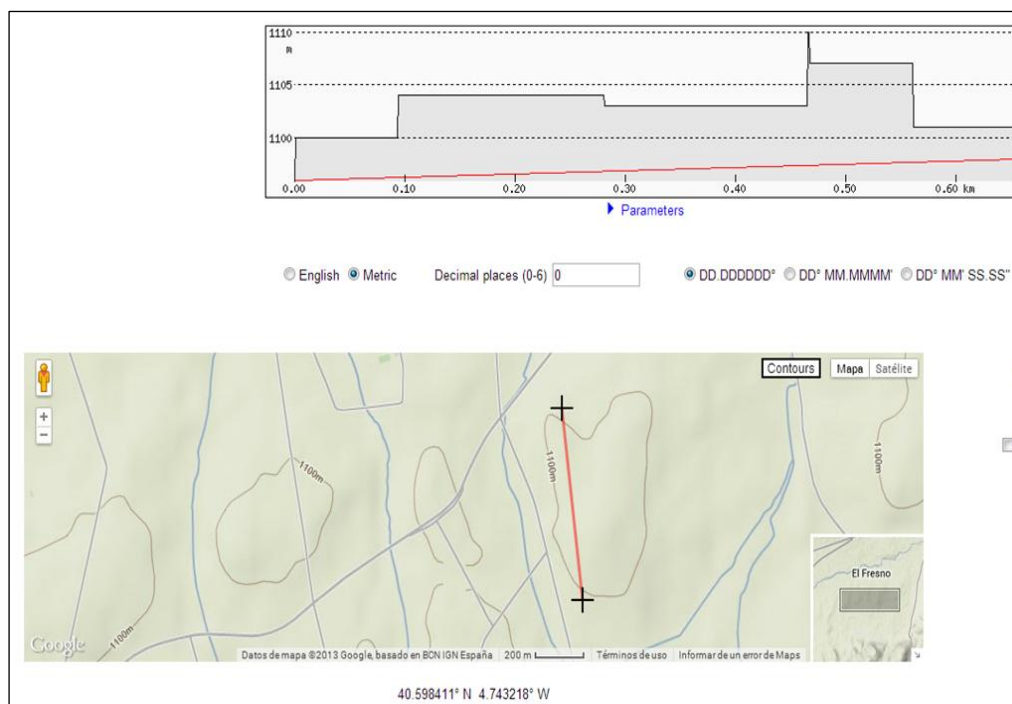 1110
m
1105
1100
0.00 0.10 0.20 0.30 0.40 0.50 0.60 km
Parameters
English Metric Decimal places (0-6) 0 DD.DDDDDD° DD° MM.MMMM' DD° MM' SS.SS"
Contours Mapa Satélite
+
−
1100m
1100m
1100m
1100m
1100m
El Fresno
Google
Datos de mapa ©2013 Google, basado en BCN IGN España 200 m Términos de uso Informar de un error de Maps
40.598411° N 4.743218° W